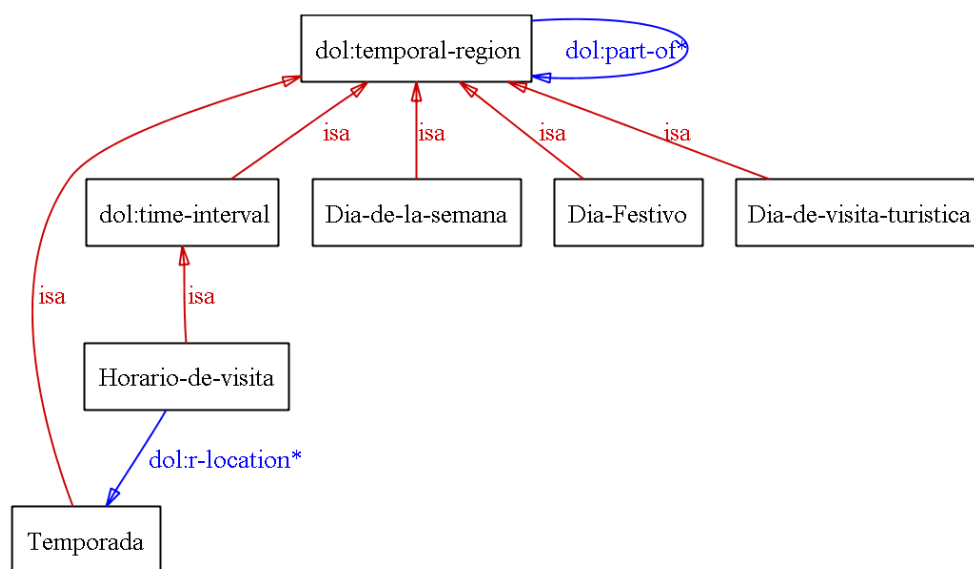 dol:temporal-region
dol:part-of*
isa
isa
isa
isa
dol:time-interval
Dia-de-la-semana
Dia-Festivo
Dia-de-visita-turistica
isa
isa
Horario-de-visita
dol:r-location*
Temporada